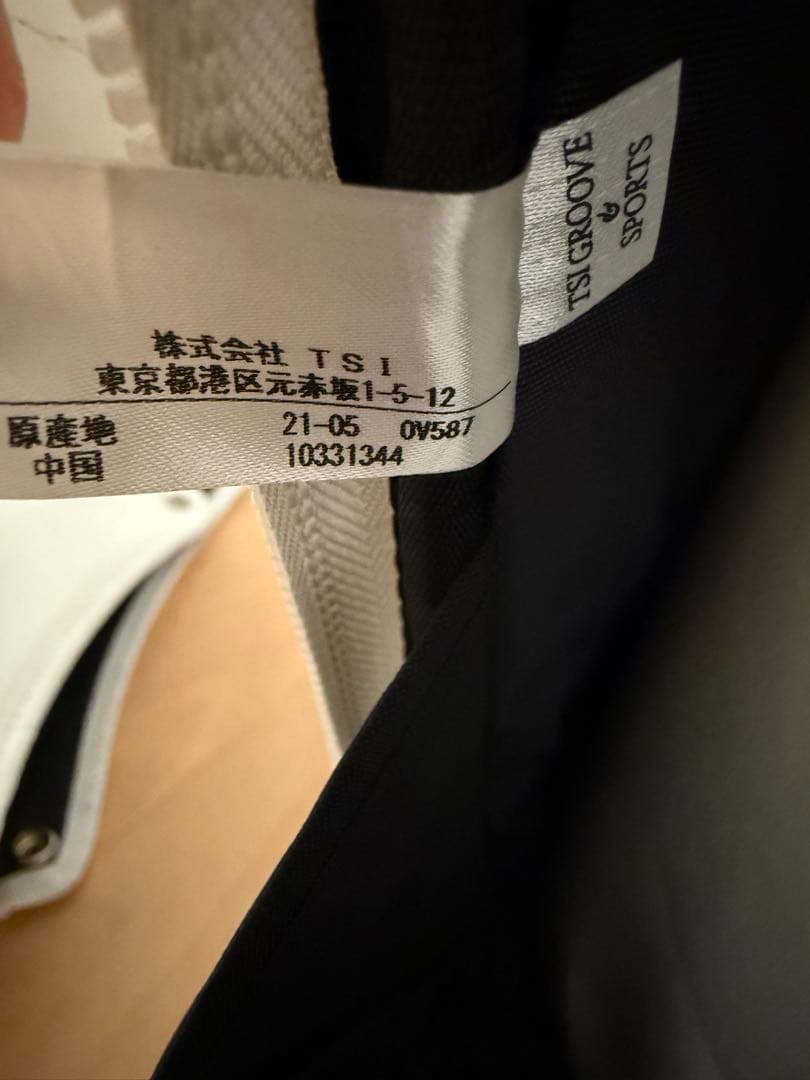 TSI GROOVE
&
SPORTS
株式会社 TSI
東京都港区元赤坂1-5-12
原産地 21-05 0V587
中国 10331344